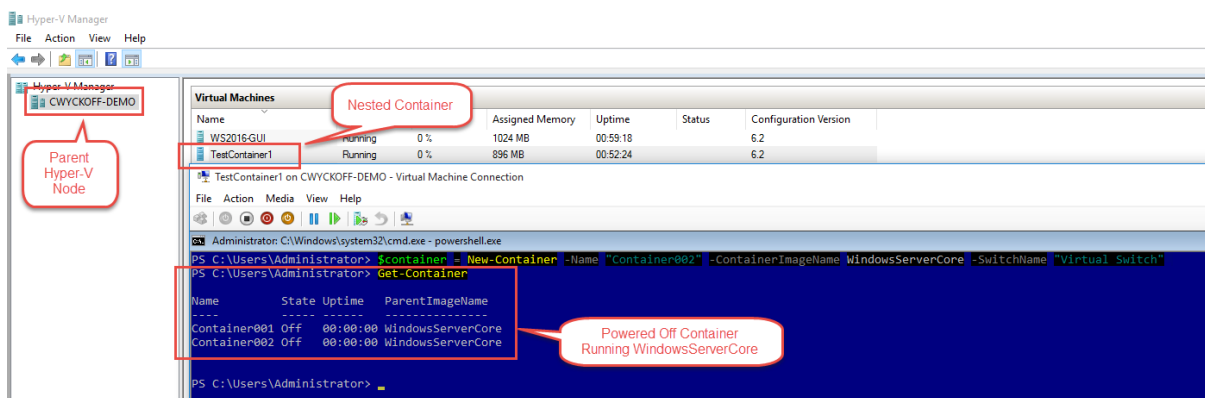 Hyper-V Manager
File Action View Help
Hyper-V Manager
CWYCKOFF-DEMO
Parent
Hyper-V
Node
Nested Container
Virtual Machines
Name Assigned Memory Uptime Status Configuration Version
WS2016-GUI Running 0 % 1024 MB 00:59:18 6.2
TestContainer1 Running 0 % 896 MB 00:52:24 6.2
TestContainer1 on CWYCKOFF-DEMO - Virtual Machine Connection
File Action Media View Help
Administrator: C:\Windows\system32\cmd.exe - powershell.exe
PS C:\Users\Administrator> $container = New-Container -Name "Container002" -ContainerImageName WindowsServerCore -SwitchName "Virtual Switch"
PS C:\Users\Administrator> Get-Container
Name State Uptime ParentImageName
---- ----- ------ ---------------
Container001 Off 00:00:00 WindowsServerCore
Container002 Off 00:00:00 WindowsServerCore
Powered Off Container
Running WindowsServerCore
PS C:\Users\Administrator> _